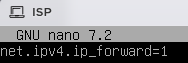 ISP
GNU nano 7.2
net.ipv4.ip_forward=1